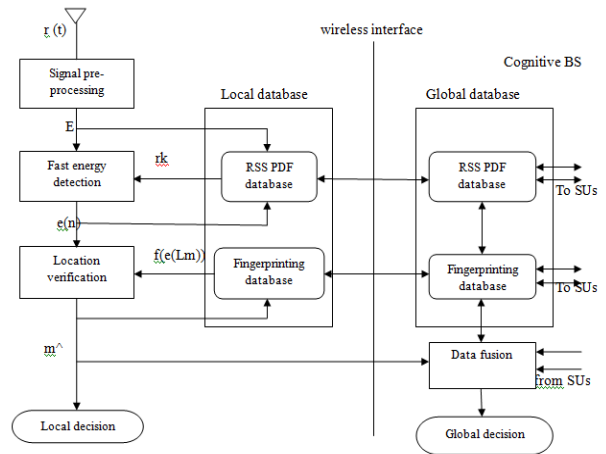 r (t)
wireless interface
Cognitive BS
Signal pre-
processing
Local database
Global database
E
Fast energy
detection
rk
RSS PDF
database
RSS PDF
database
To SUs
e(n)
Location
verification
f(e(Lm))
Fingerprinting
database
Fingerprinting
database
To SUs
m^
Data fusion
from SUs
Local decision
Global decision